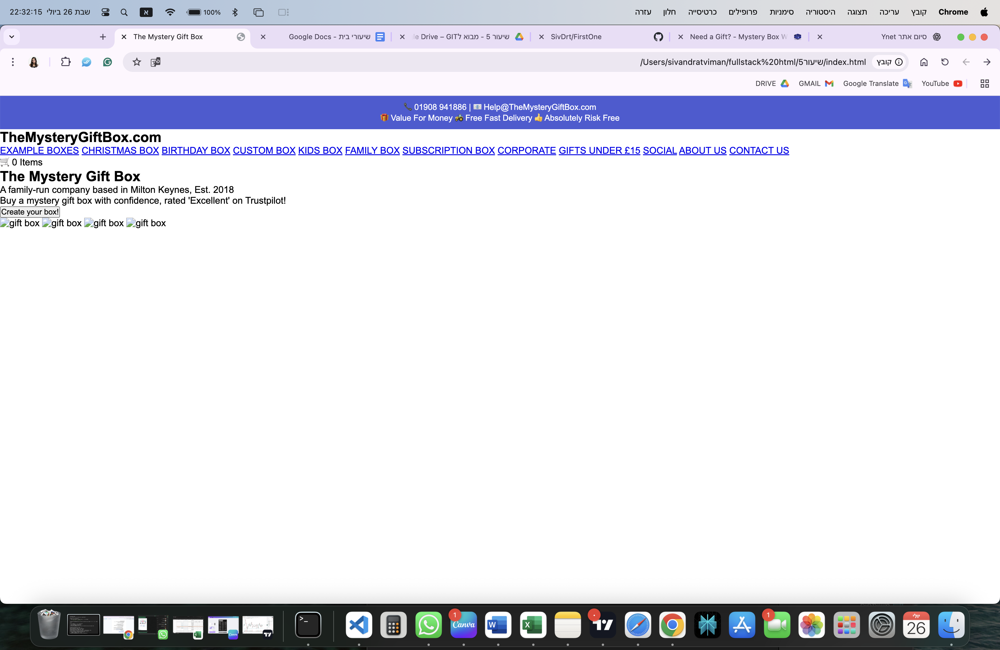 Chrome קובץ עריכה תצוגה היסטוריה סימניות פרופילים כרטיסייה חלון עזרה
100% א שבת 26 ביולי 22:32:15
סיום אתר Ynet
Need a Gift? - Mystery Box W
SivDrt/FirstOne
שיעור 5 - מבוא לGIT – le Drive
שיעורי בית - Google Docs
The Mystery Gift Box
קובץ /Users/sivandratviman/fullstack%20html/שיעור5/index.html
YouTube Google Translate GMAIL DRIVE
01908 941886 | Help@TheMysteryGiftBox.com
Value For Money Free Fast Delivery Absolutely Risk Free
TheMysteryGiftBox.com
EXAMPLE BOXES CHRISTMAS BOX BIRTHDAY BOX CUSTOM BOX KIDS BOX FAMILY BOX SUBSCRIPTION BOX CORPORATE GIFTS UNDER £15 SOCIAL ABOUT US CONTACT US
0 Items
The Mystery Gift Box
A family-run company based in Milton Keynes, Est. 2018
Buy a mystery gift box with confidence, rated 'Excellent' on Trustpilot!
Create your box!
gift box gift box gift box gift box
1 Canva W X 1 יולי 26